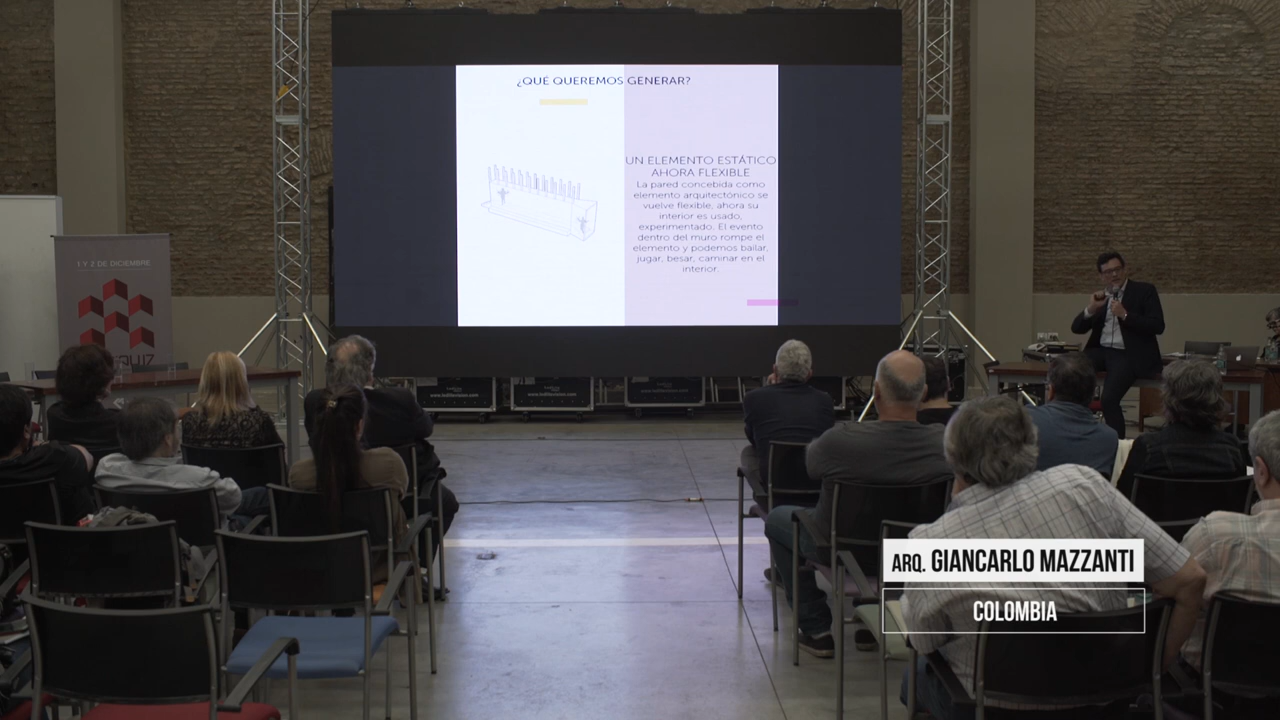 ¿QUÉ QUEREMOS GENERAR?
UN ELEMENTO ESTÁTICO
AHORA FLEXIBLE
La pared concebida como
elemento arquitectónico se
vuelve flexible, ahora su
interior es usado,
experimentado. El evento
dentro del muro rompe el
elemento y podemos bailar,
jugar, besar, caminar en el
interior.
1 Y 2 DE DICIEMBRE
QUIZ
ARQ. GIANCARLO MAZZANTI
COLOMBIA